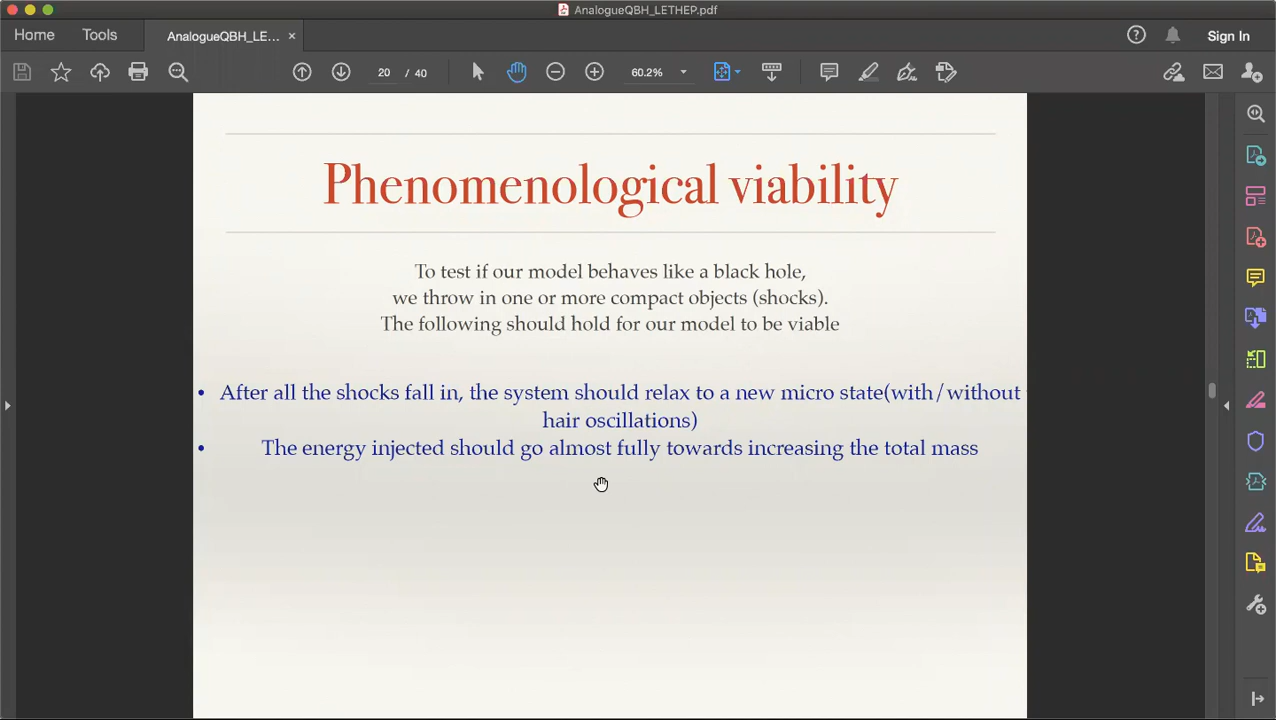 AnalogueQBH_LETHEP.pdf
Home Tools AnalogueQBH_LE... × Sign In
20 / 40 60.2%
Phenomenological viability
To test if our model behaves like a black hole,
we throw in one or more compact objects (shocks).
The following should hold for our model to be viable
• After all the shocks fall in, the system should relax to a new micro state(with/without
hair oscillations)
• The energy injected should go almost fully towards increasing the total mass